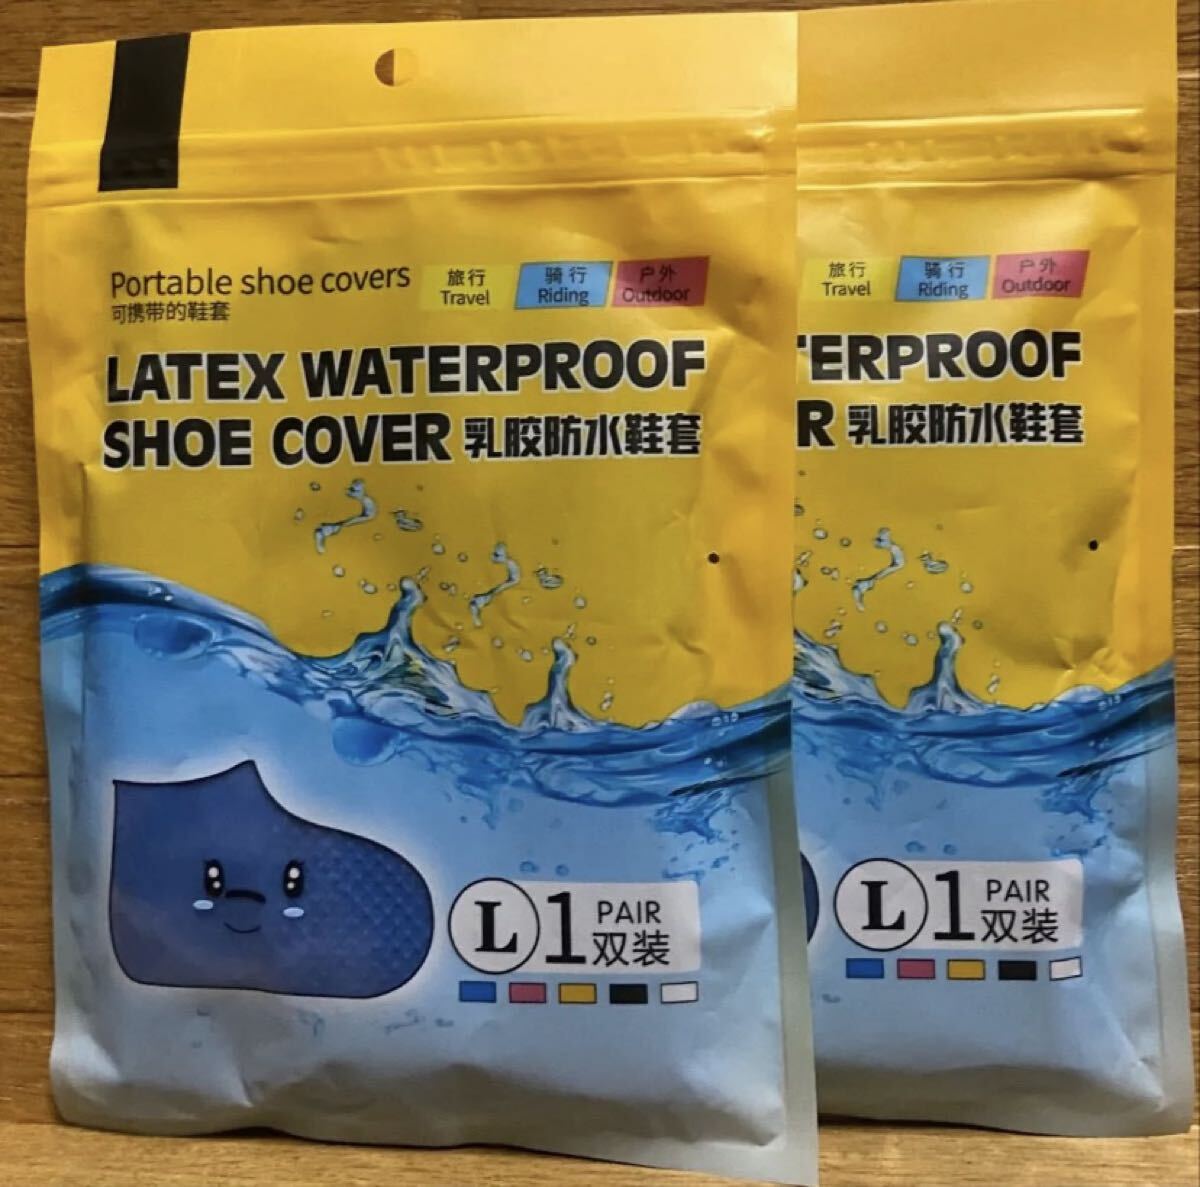 Portable shoe covers
可携带的鞋套
旅行
Travel
骑行
Riding
户外
Outdoor
LATEX WATERPROOF
SHOE COVER 乳胶防水鞋套
L 1 PAIR
双装
旅行
Travel
骑行
Riding
户外
Outdoor
TERPROOF
R 乳胶防水鞋套
L 1 PAIR
双装